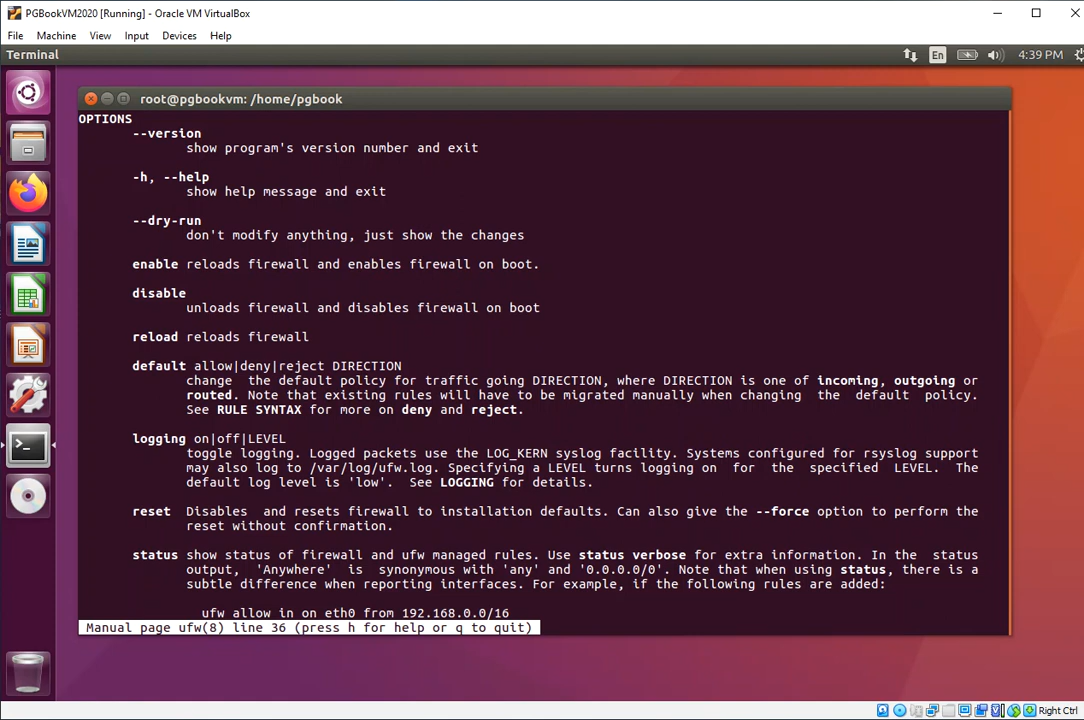 PGBookVM2020 [Running] - Oracle VM VirtualBox
File Machine View Input Devices Help
Terminal En 4:39 PM
root@pgbookvm: /home/pgbook
OPTIONS
--version
show program's version number and exit
-h, --help
show help message and exit
--dry-run
don't modify anything, just show the changes
enable reloads firewall and enables firewall on boot.
disable
unloads firewall and disables firewall on boot
reload reloads firewall
default allow|deny|reject DIRECTION
change the default policy for traffic going DIRECTION, where DIRECTION is one of incoming, outgoing or
routed. Note that existing rules will have to be migrated manually when changing the default policy.
See RULE SYNTAX for more on deny and reject.
logging on|off|LEVEL
toggle logging. Logged packets use the LOG_KERN syslog facility. Systems configured for rsyslog support
may also log to /var/log/ufw.log. Specifying a LEVEL turns logging on for the specified LEVEL. The
default log level is 'low'. See LOGGING for details.
reset Disables and resets firewall to installation defaults. Can also give the --force option to perform the
reset without confirmation.
status show status of firewall and ufw managed rules. Use status verbose for extra information. In the status
output, 'Anywhere' is synonymous with 'any' and '0.0.0.0/0'. Note that when using status, there is a
subtle difference when reporting interfaces. For example, if the following rules are added:
ufw allow in on eth0 from 192.168.0.0/16
Manual page ufw(8) line 36 (press h for help or q to quit)
Right Ctrl